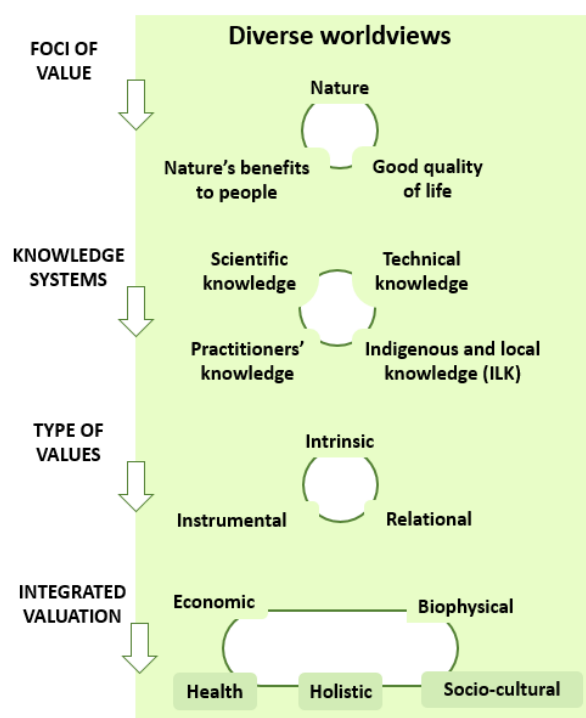 Diverse worldviews
FOCI OF
VALUE
Nature
Nature's benefits
to people
Good quality
of life
KNOWLEDGE
SYSTEMS
Scientific
knowledge
Technical
knowledge
Practitioners'
knowledge
Indigenous and local
knowledge (ILK)
TYPE OF
VALUES
Intrinsic
Instrumental
Relational
INTEGRATED
VALUATION
Economic
Biophysical
Health
Holistic
Socio-cultural